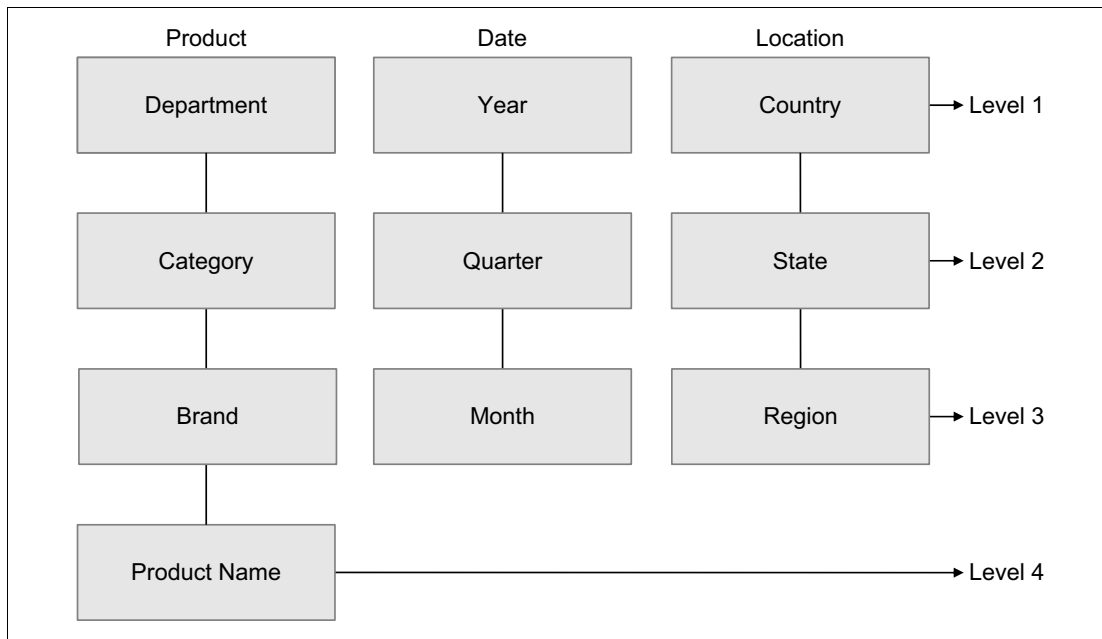 Product Date Location
Department Year Country Level 1
Category Quarter State Level 2
Brand Month Region Level 3
Product Name Level 4